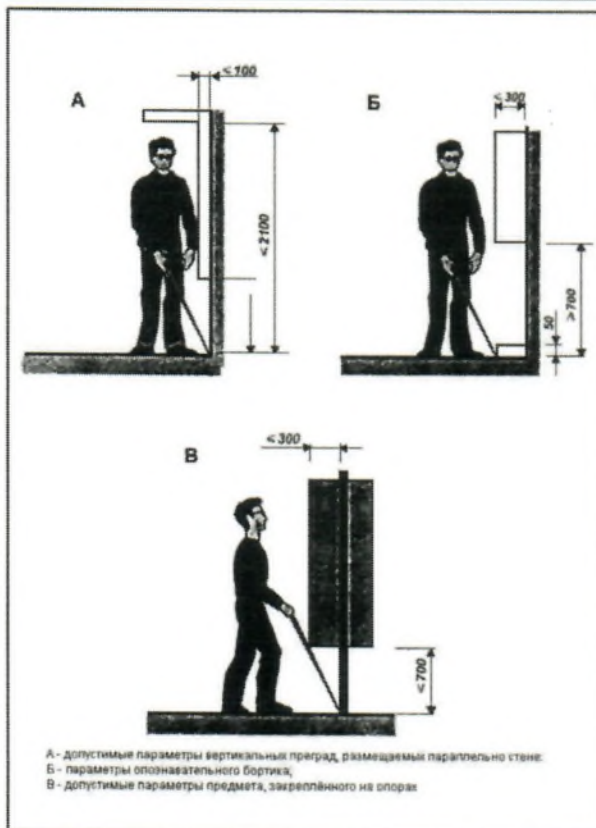 ≤100
А
≤2100
≤300
Б
≥700
50
≤300
В
≤700
А - допустимые параметры вертикальных преград, размещаемых параллельно стене:
Б - параметры опознавательного бортика;
В - допустимые параметры предмета, закреплённого на опорах